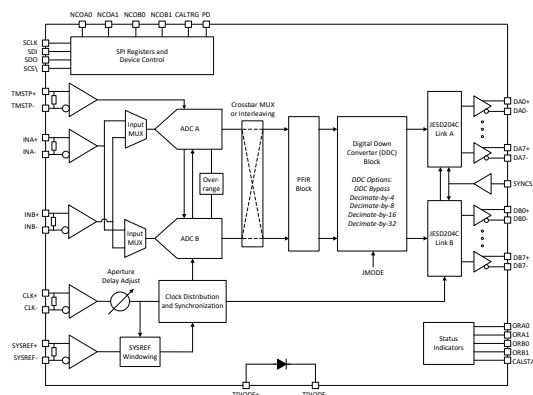 NCOA0 NCOA1 NCOB0 NCOB1 CALTRG PD
SCLK
SDI
SDO
SCS\
SPI Registers and
Device Control
TMSTP+
TMSTP-
INA+
INA-
Input
MUX
ADC A
Crossbar MUX
or Interleaving
Over-
range
INB+
INB-
Input
MUX
ADC B
PFIR
Block
Digital Down
Converter (DDC)
Block
DDC Options:
DDC Bypass
Decimate-by-4
Decimate-by-8
Decimate-by-16
Decimate-by-32
JMODE
JESD204C
Link A
DA0+
DA0-
DA7+
DA7-
SYNCS
JESD204C
Link B
DB0+
DB0-
DB7+
DB7-
Aperture
Delay Adjust
CLK+
CLK-
Clock Distribution
and Synchronization
SYSREF+
SYSREF-
SYSREF
Windowing
Status
Indicators
ORA0
ORA1
ORB0
ORB1
CALSTA
TDIODE+ TDIODE-